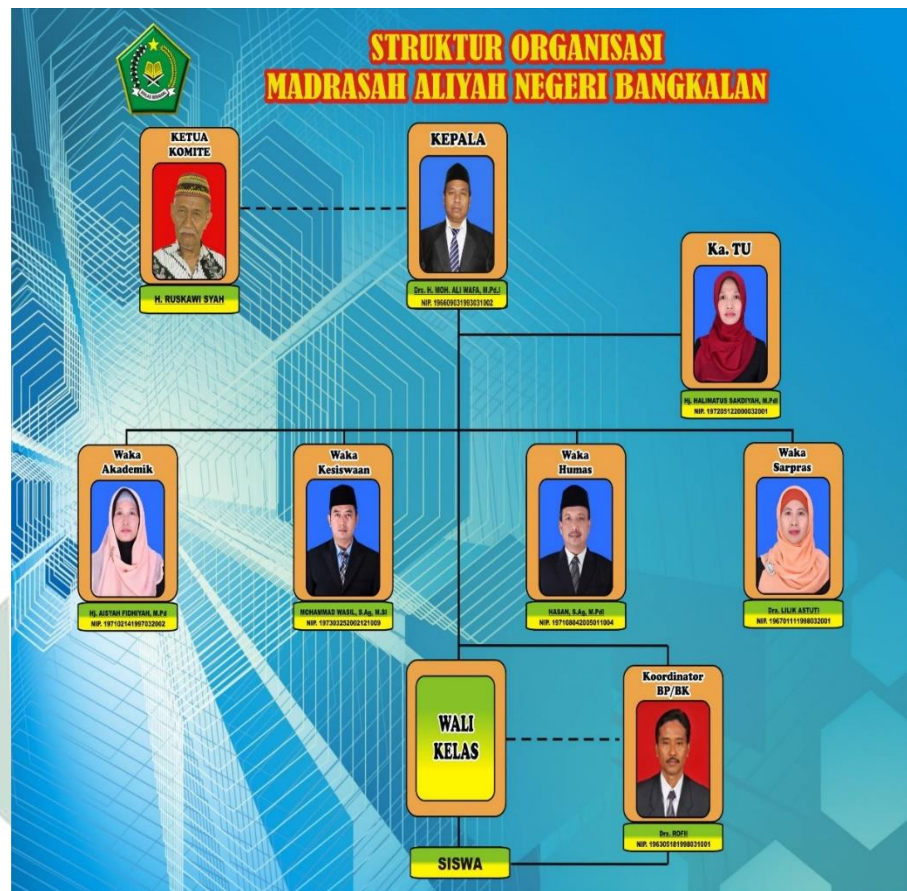 STRUKTUR ORGANISASI
MADRASAH ALIYAH NEGERI BANGKALAN
KETUA
KOMITE
H. RUSKAWI SYAH
KEPALA
Drs. H. MOH. ALI WAFA, M.Pd.I
NIP. 196609031993031002
Ka. TU
Hj. HALIMATUS SAKDIYAH, M.PdI
NIP. 197205122000032001
Waka
Akademik
Hj. AISYAH FIDHIYAH, M.Pd
NIP. 197102141997032002
Waka
Kesiswaan
MOHAMMAD WASIL, S.Ag, M.SI
NIP. 197303252002121009
Waka
Humas
HASAN, S.Ag, M.PdI
NIP. 197108042005011004
Waka
Sarpras
Dra. LILIK ASTUTI
NIP. 196701111998032001
WALI
KELAS
Koordinator
BP/BK
Drs. ROFII
NIP. 196305181998031001
SISWA